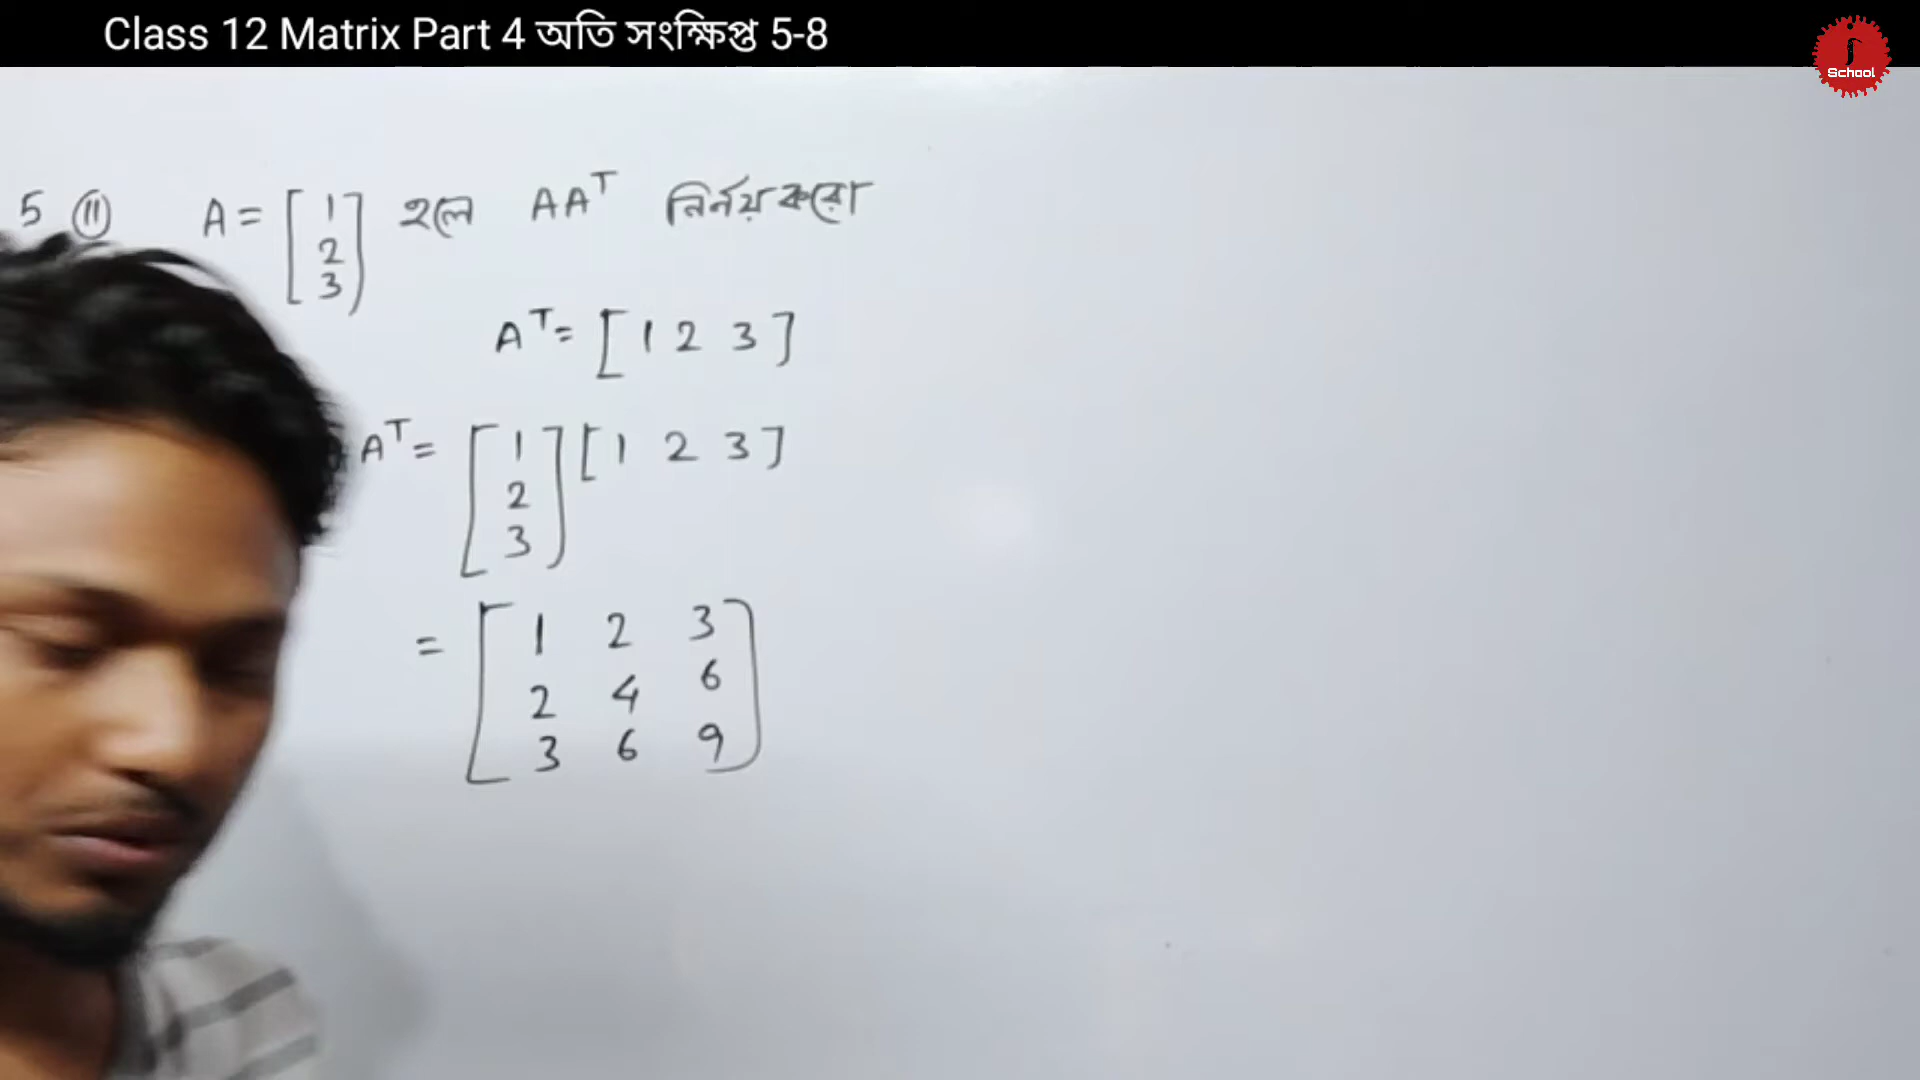 Class 12 Matrix Part 4 অতি সংক্ষিপ্ত 5-8
School
5 (ii) A = [1 2 3] হলে AA^T নির্নয় করো
A^T = [1 2 3]
A^T = [1 2 3] [1 2 3]
= [1 2 3
2 4 6
3 6 9]